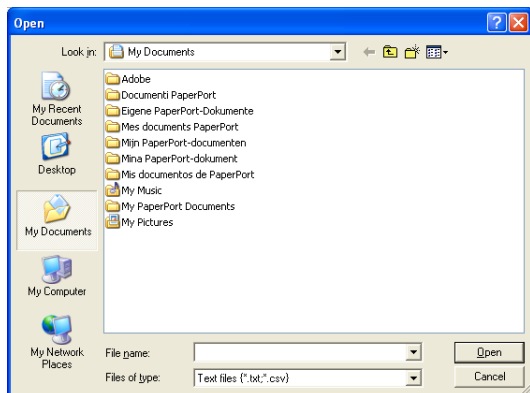 Open
Look in:
My Documents
My Recent
Documents
Desktop
My Documents
My Computer
My Network
Places
Adobe
Documenti PaperPort
Eigene PaperPort-Dokumente
Mes documents PaperPort
Mijn PaperPort-documenten
Mina PaperPort-dokument
Mis documentos de PaperPort
My Music
My PaperPort Documents
My Pictures
File name:
Open
Files of type:
Text files {*.txt;*.csv}
Cancel